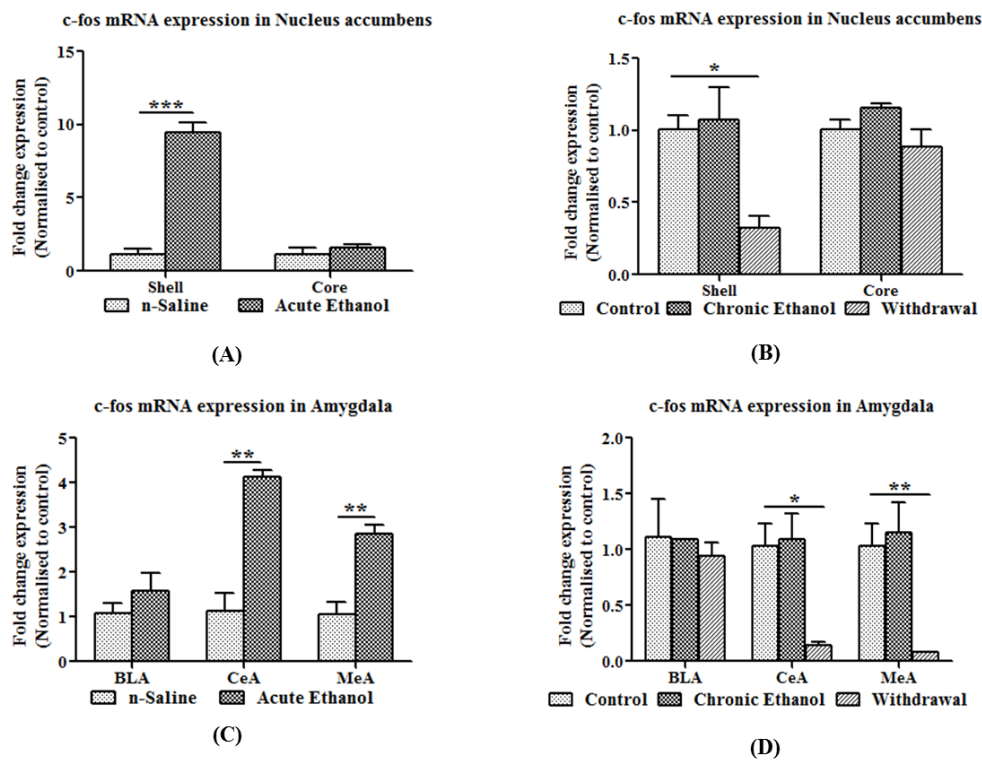 c-fos mRNA expression in Nucleus accumbens
Fold change expression
(Normalised to control)
15
10
5
0
***
Shell
Core
n-Saline
Acute Ethanol
(A)
c-fos mRNA expression in Nucleus accumbens
Fold change expression
(Normalised to control)
1.5
1.0
0.5
0.0
*
Shell
Core
Control
Chronic Ethanol
Withdrawal
(B)
c-fos mRNA expression in Amygdala
Fold change expression
(Normalised to control)
5
4
3
2
1
0
**
**
BLA
CeA
MeA
n-Saline
Acute Ethanol
(C)
c-fos mRNA expression in Amygdala
Fold change expression
(Normalised to control)
2.0
1.5
1.0
0.5
0.0
*
**
BLA
CeA
MeA
Control
Chronic Ethanol
Withdrawal
(D)